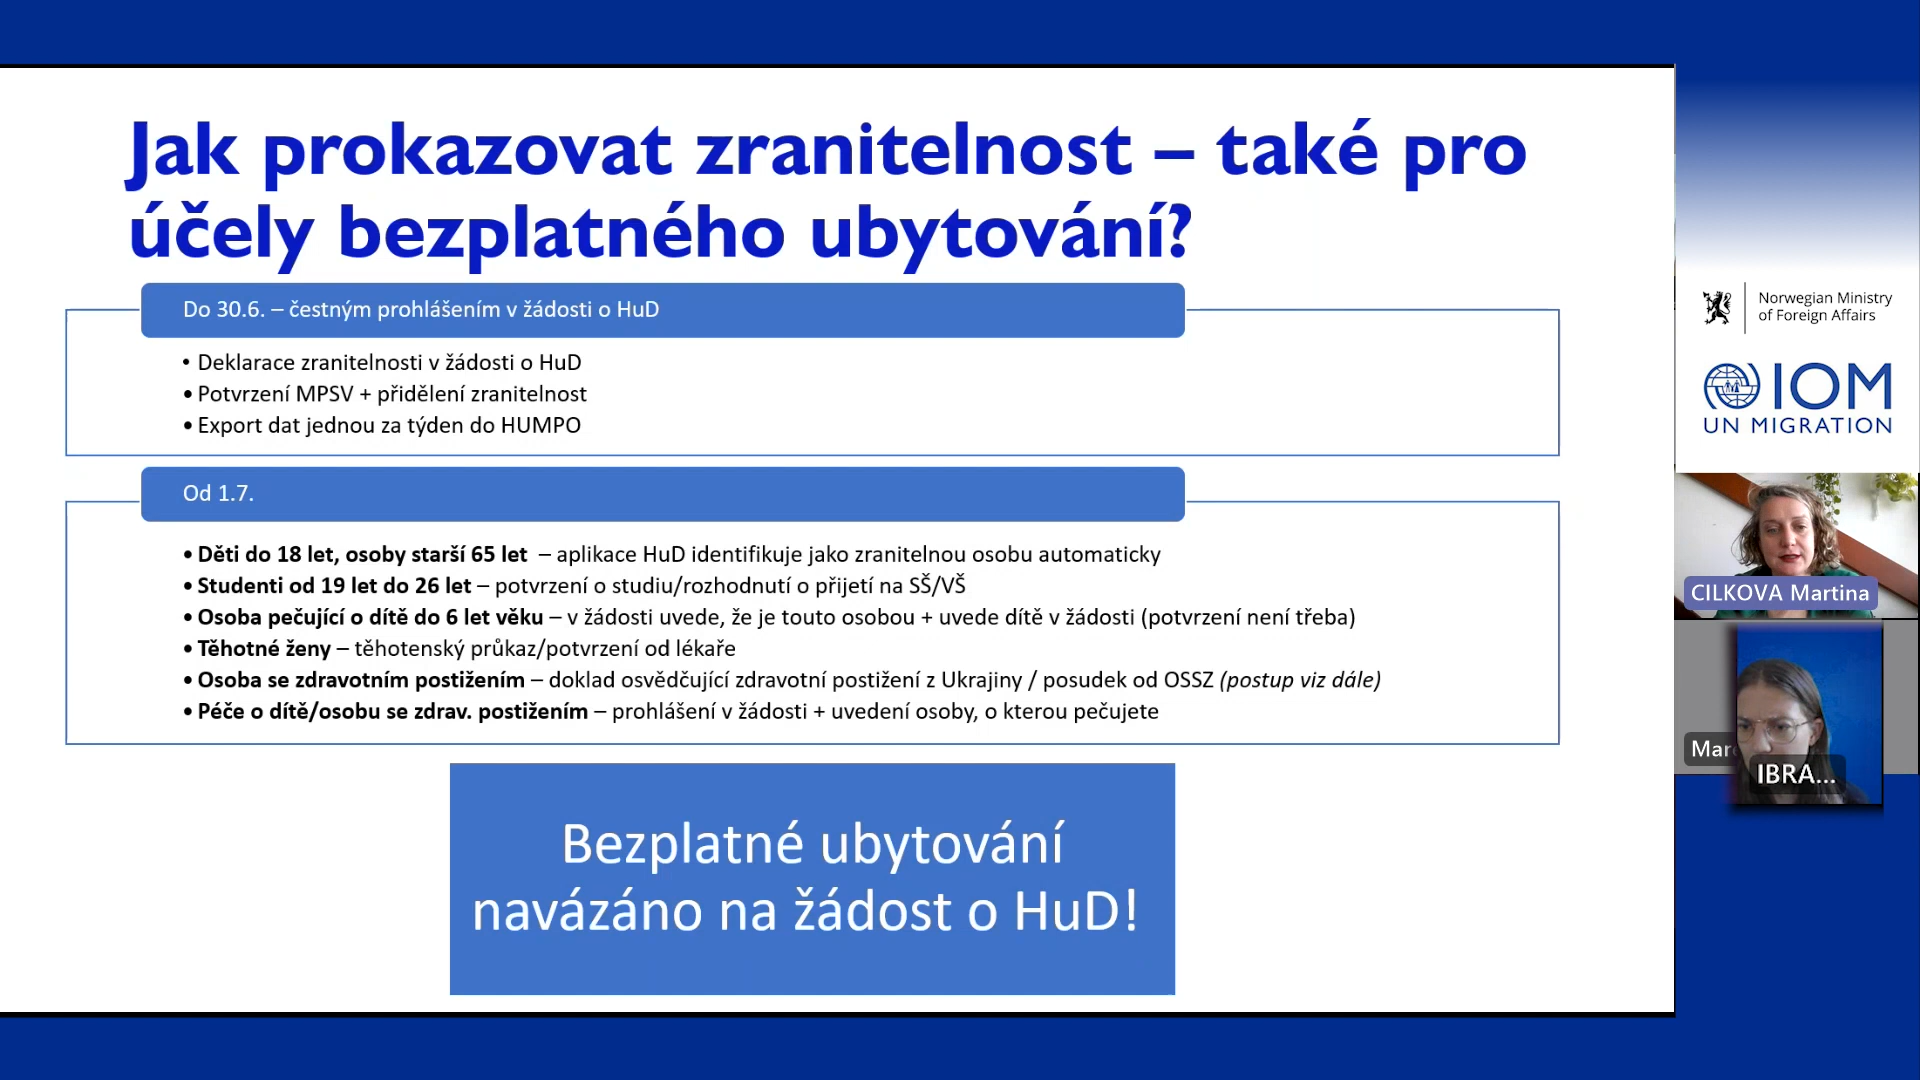 Jak prokazovat zranitelnost – také pro
účely bezplatného ubytování?
Do 30.6. – čestným prohlášením v žádosti o HuD
• Deklarace zranitelnosti v žádosti o HuD
• Potvrzení MPSV + přidělení zranitelnost
• Export dat jednou za týden do HUMPO
Od 1.7.
• Děti do 18 let, osoby starší 65 let – aplikace HuD identifikuje jako zranitelnou osobu automaticky
• Studenti od 19 let do 26 let – potvrzení o studiu/rozhodnutí o přijetí na SŠ/VŠ
• Osoba pečující o dítě do 6 let věku – v žádosti uvede, že je touto osobou + uvede dítě v žádosti (potvrzení není třeba)
• Těhotné ženy – těhotenský průkaz/potvrzení od lékaře
• Osoba se zdravotním postižením – doklad osvědčující zdravotní postižení z Ukrajiny / posudek od OSSZ (postup viz dále)
• Péče o dítě/osobu se zdrav. postižením – prohlášení v žádosti + uvedení osoby, o kterou pečujete
Bezplatné ubytování
navázáno na žádost o HuD!
Norwegian Ministry
of Foreign Affairs
IOM
UN MIGRATION
CILKOVA Martina
IBRA...